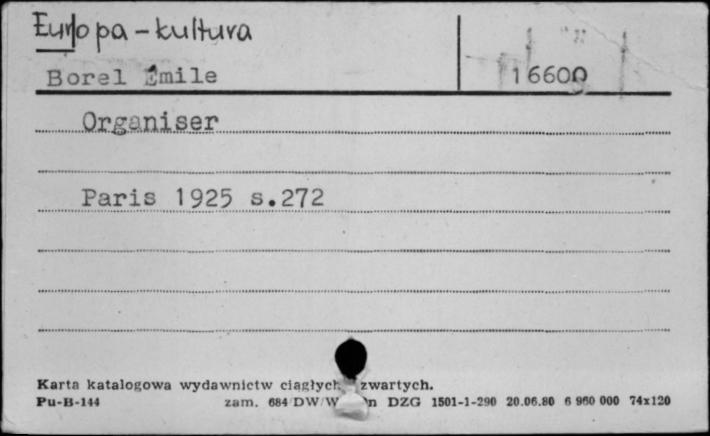 Europa - kultura
Borel Émile 16600
Organiser
Paris 1925 s.272
Karta katalogowa wydawnictw ciągłych zwartych.
Pu-B-144 zam. 684/DW/W DZG 1501-1-290 20.06.80 6 960 000 74x120